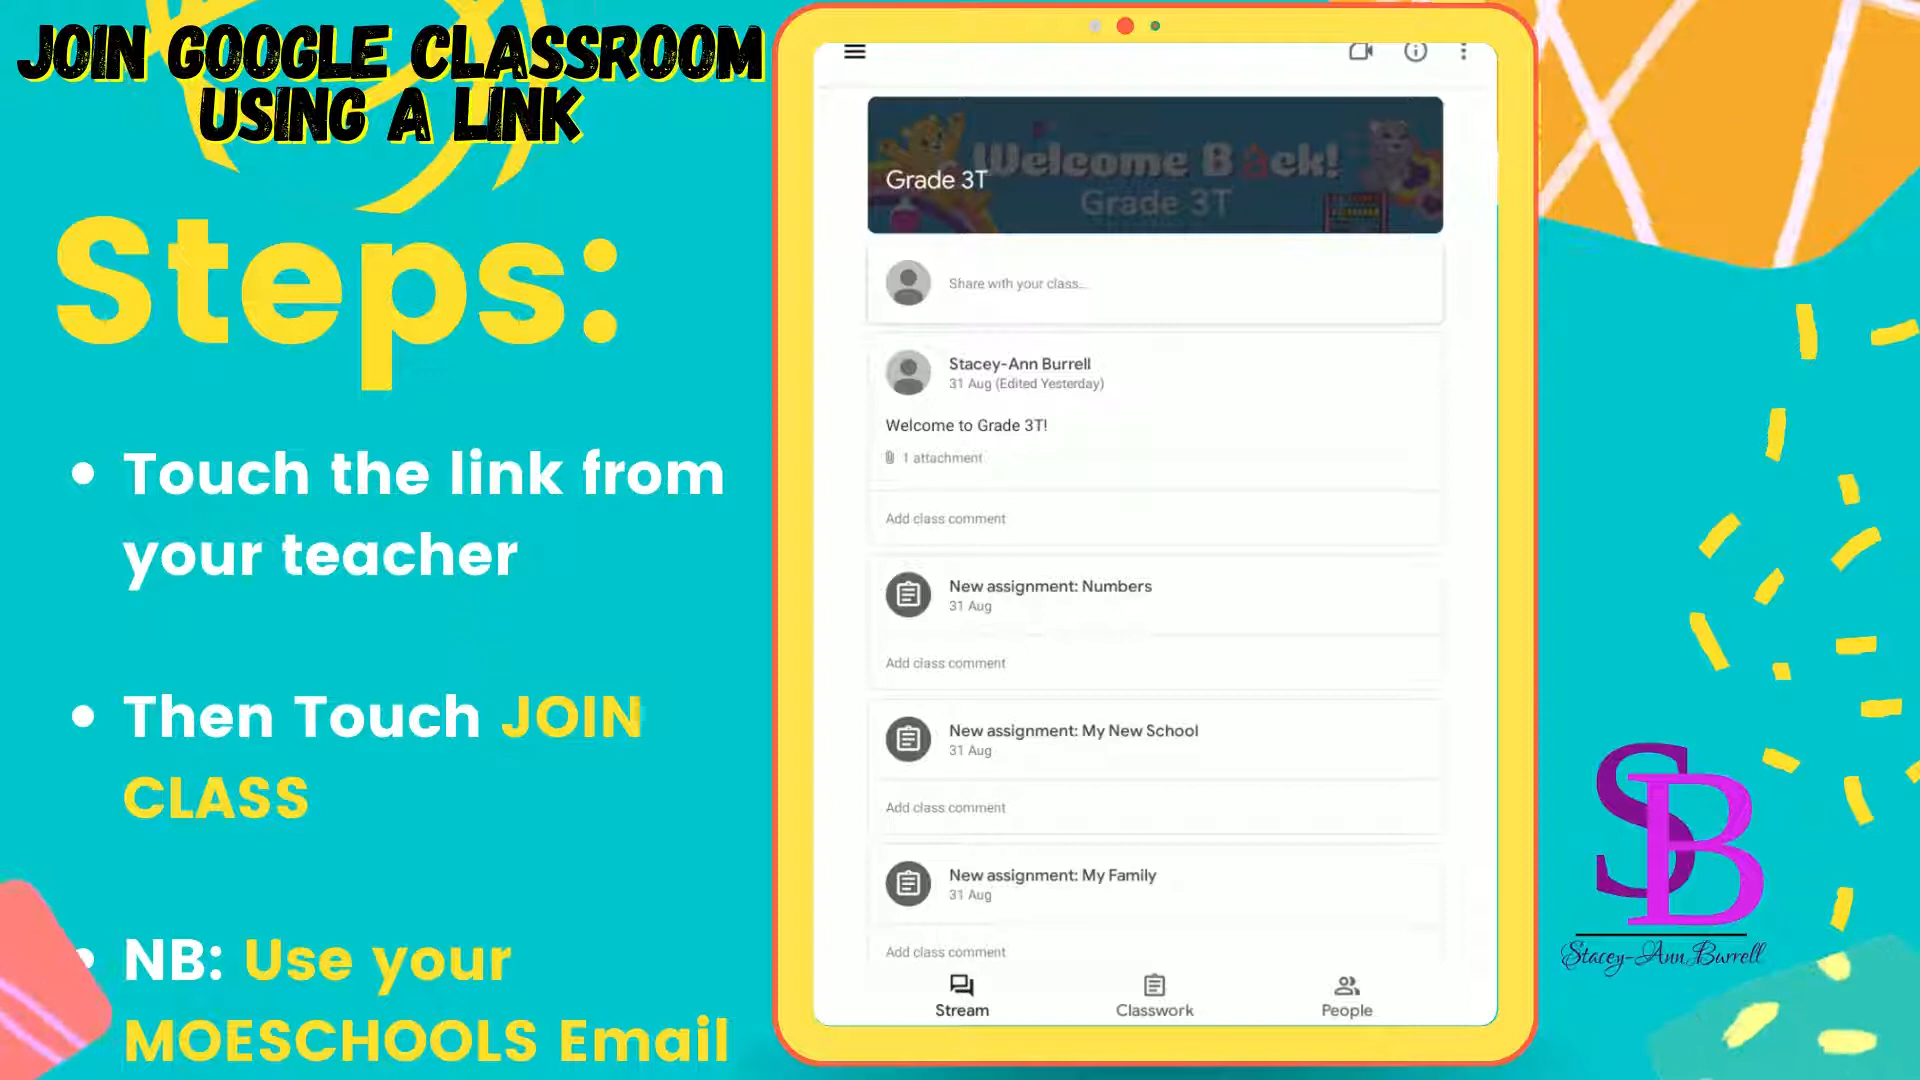 JOIN GOOGLE CLASSROOM
USING A LINK
Steps:
• Touch the link from
your teacher
• Then Touch JOIN
CLASS
• NB: Use your
MOESCHOOLS Email
Welcome Back!
Grade 3T
Grade 3T
Share with your class...
Stacey-Ann Burrell
31 Aug (Edited Yesterday)
Welcome to Grade 3T!
1 attachment
Add class comment
New assignment: Numbers
31 Aug
Add class comment
New assignment: My New School
31 Aug
Add class comment
New assignment: My Family
31 Aug
Add class comment
Stream
Classwork
People
SB
Stacey-Ann Burrell